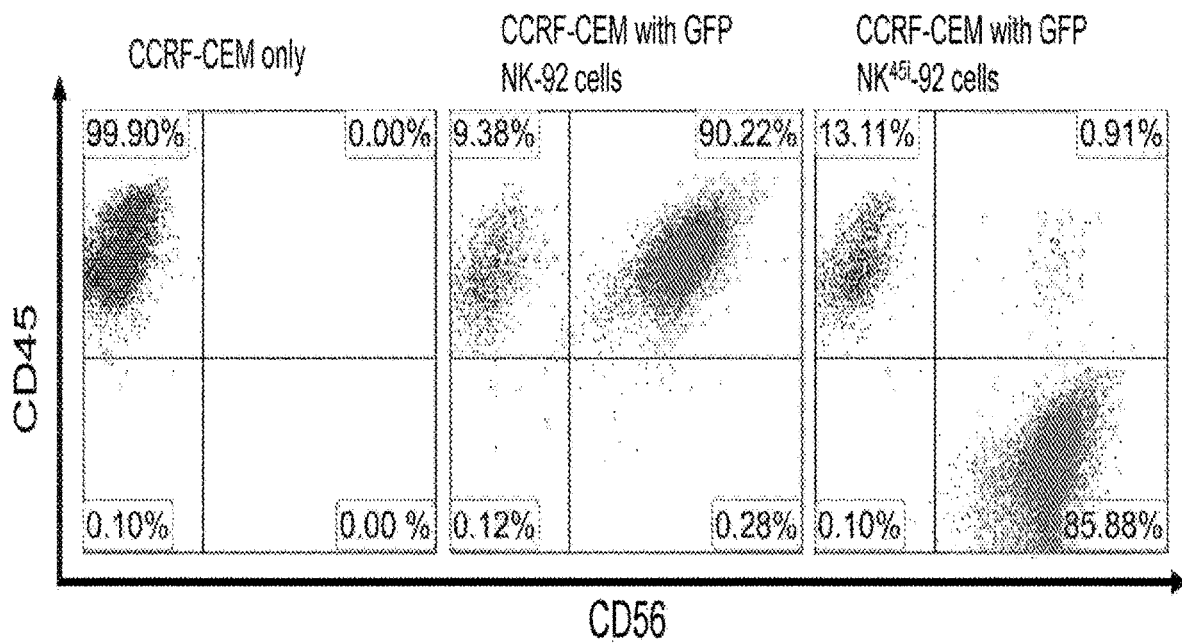 CCRF-CEM only
CCRF-CEM with GFP
NK-92 cells
CCRF-CEM with GFP
NK45i-92 cells
99.90%
0.00%
9.38%
90.22%
13.11%
0.91%
CD45
0.10%
0.00 %
0.12%
0.28%
0.10%
85.88%
CD56